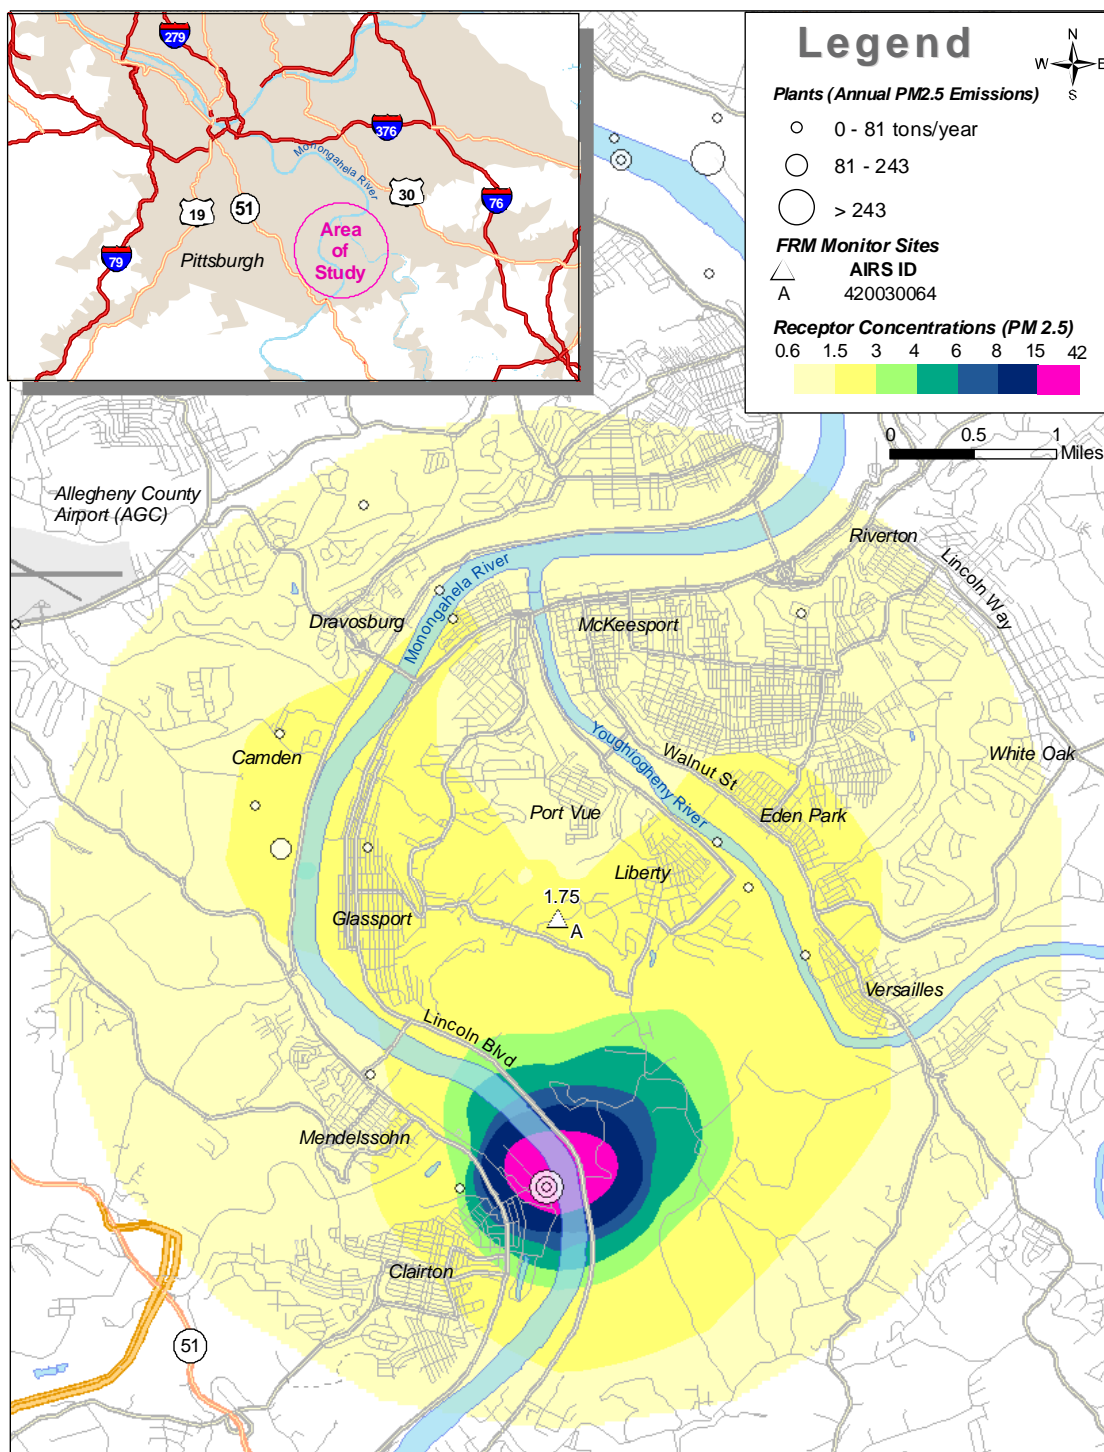 279
376
Monongahela River
30
76
19
51
79
Pittsburgh
Area
of
Study
Legend
N
W E
S
Plants (Annual PM2.5 Emissions)
0 - 81 tons/year
81 - 243
> 243
FRM Monitor Sites
AIRS ID
A 420030064
Receptor Concentrations (PM 2.5)
0.6 1.5 3 4 6 8 15 42
0 0.5 1
Miles
Allegheny County
Airport (AGC)
Riverton
Lincoln Way
Monongahela River
Dravosburg
McKeesport
Youghiogheny River
Walnut St
White Oak
Camden
Port Vue
Eden Park
Liberty
1.75
A
Glassport
Versailles
Lincoln Blvd
Mendelssohn
Clairton
51